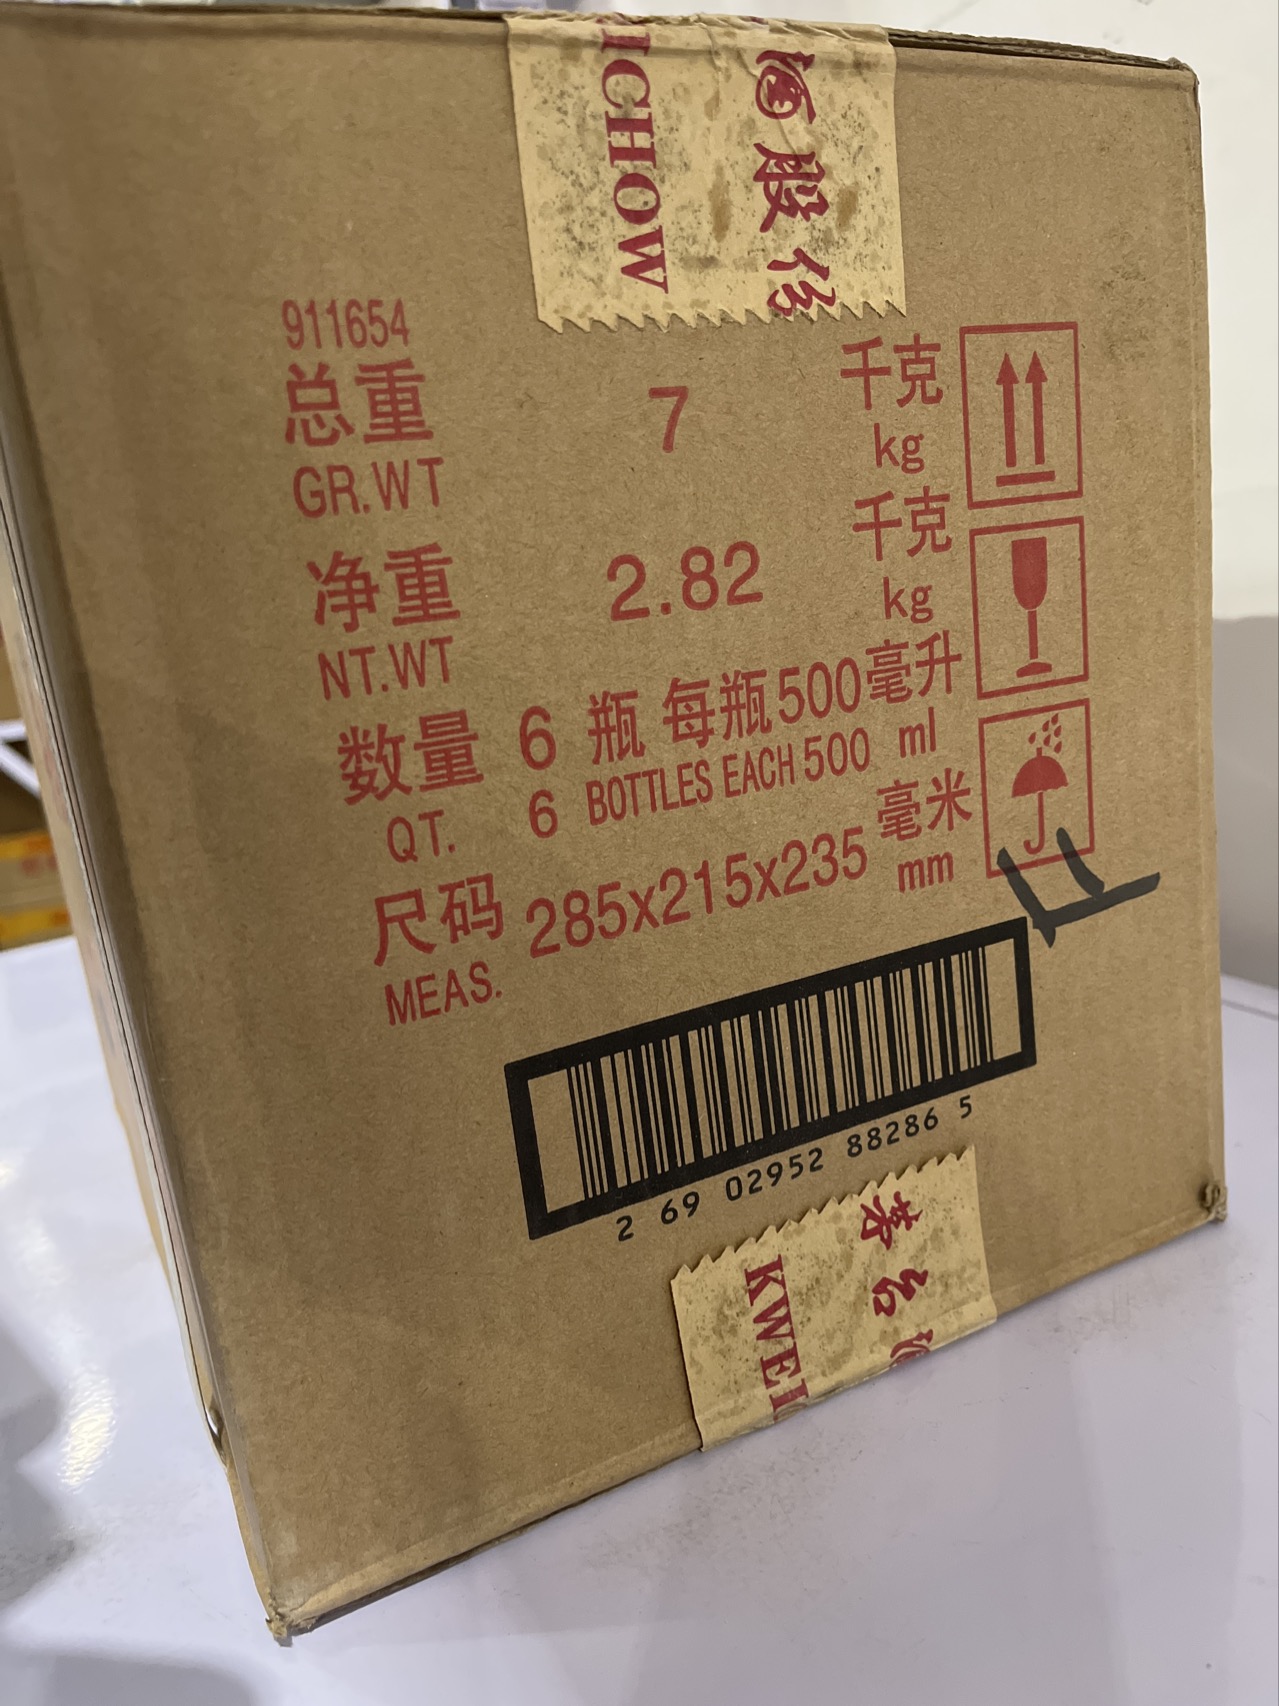 ICHOW
酒股份
911654
总重 7 千克
GR.WT kg
净重 2.82 千克
NT.WT kg
数量 6 瓶 每瓶500毫升
QT. 6 BOTTLES EACH 500 ml
尺码 285x215x235 毫米
MEAS. mm
2 69 02952 88286 5
茅台酒
KWEI